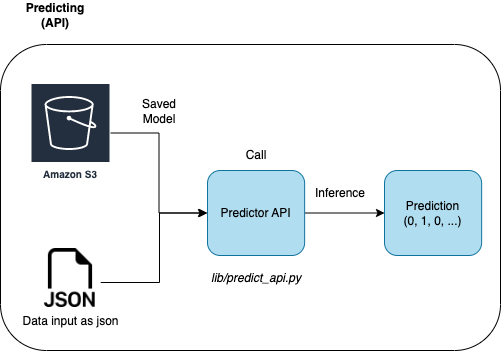 Predicting
(API)
Saved
Model
Amazon S3
Call
Predictor API
Inference
Prediction
(0, 1, 0, ...)
lib/predict_api.py
JSON
Data input as json